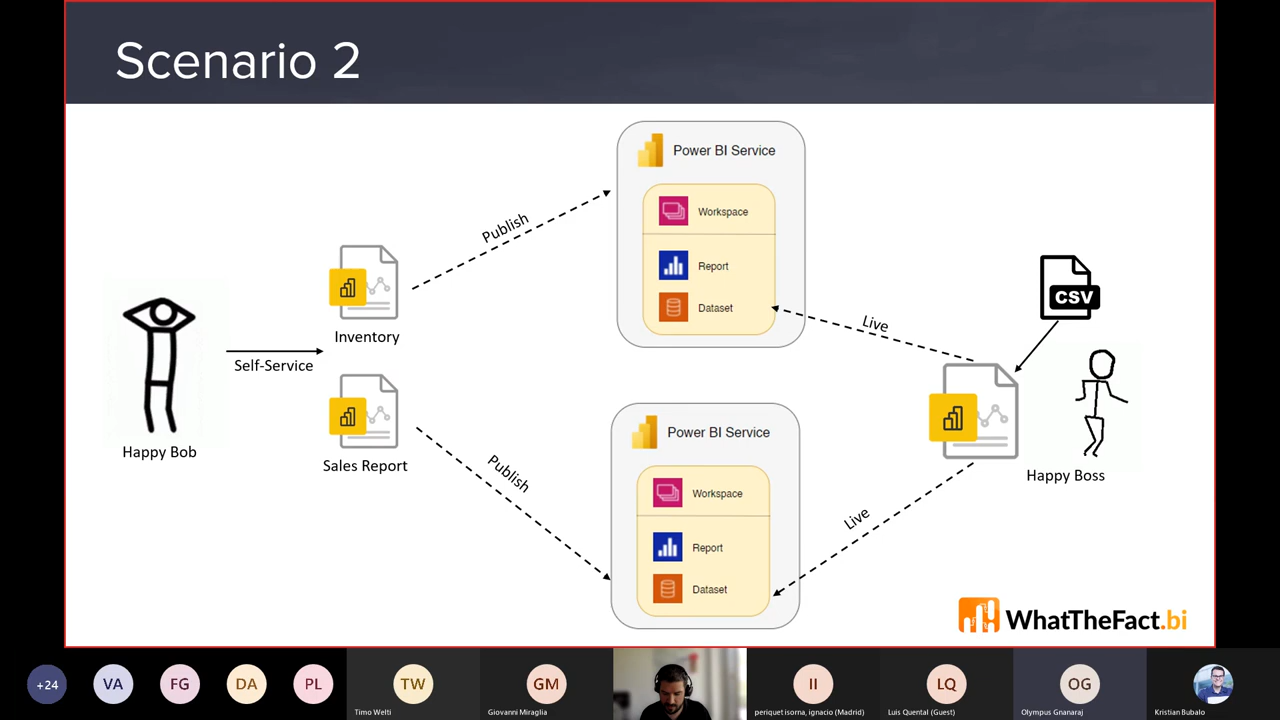 Scenario 2
Power BI Service
Workspace
Report
Dataset
Publish
Inventory
Self-Service
Happy Bob
Sales Report
Publish
Live
CSV
Happy Boss
Live
Power BI Service
Workspace
Report
Dataset
WhatTheFact.bi
+24
VA
FG
DA
PL
TW
Timo Welti
GM
Giovanni Miraglia
II
periquet isorna, ignacio (Madrid)
LQ
Luis Quental (Guest)
OG
Olympus Gnanaraj
Kristian Bubalo